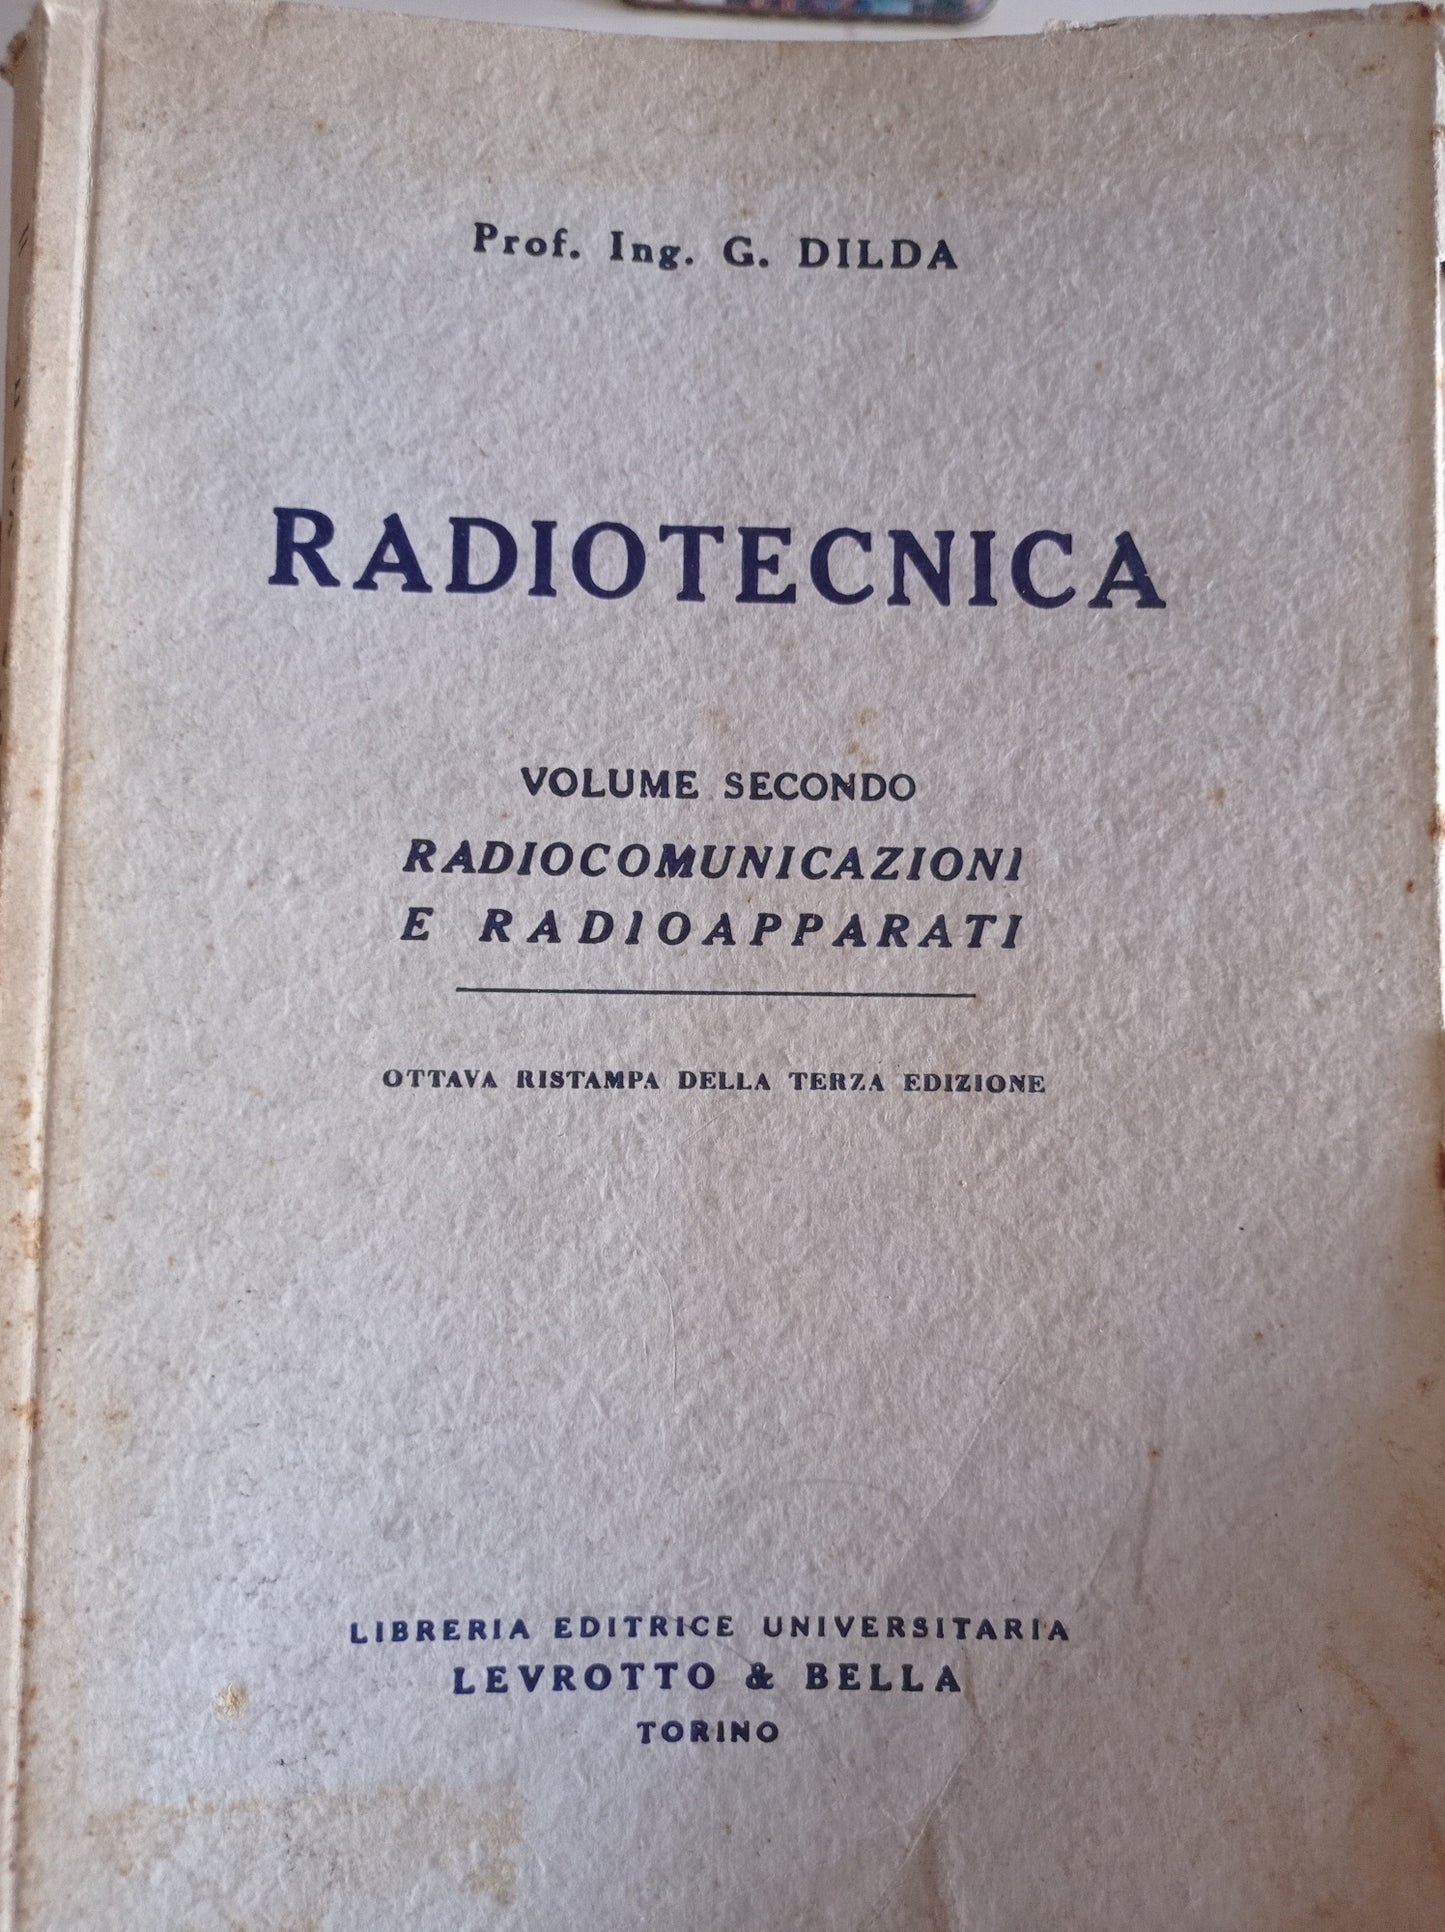 Prof. Ing. G. DILDA
RADIOTECNICA
VOLUME SECONDO
RADIOCOMUNICAZIONI
E RADIOAPPARATI
OTTAVA RISTAMPA DELLA TERZA EDIZIONE
LIBRERIA EDITRICE UNIVERSITARIA
LEVROTTO & BELLA
TORINO